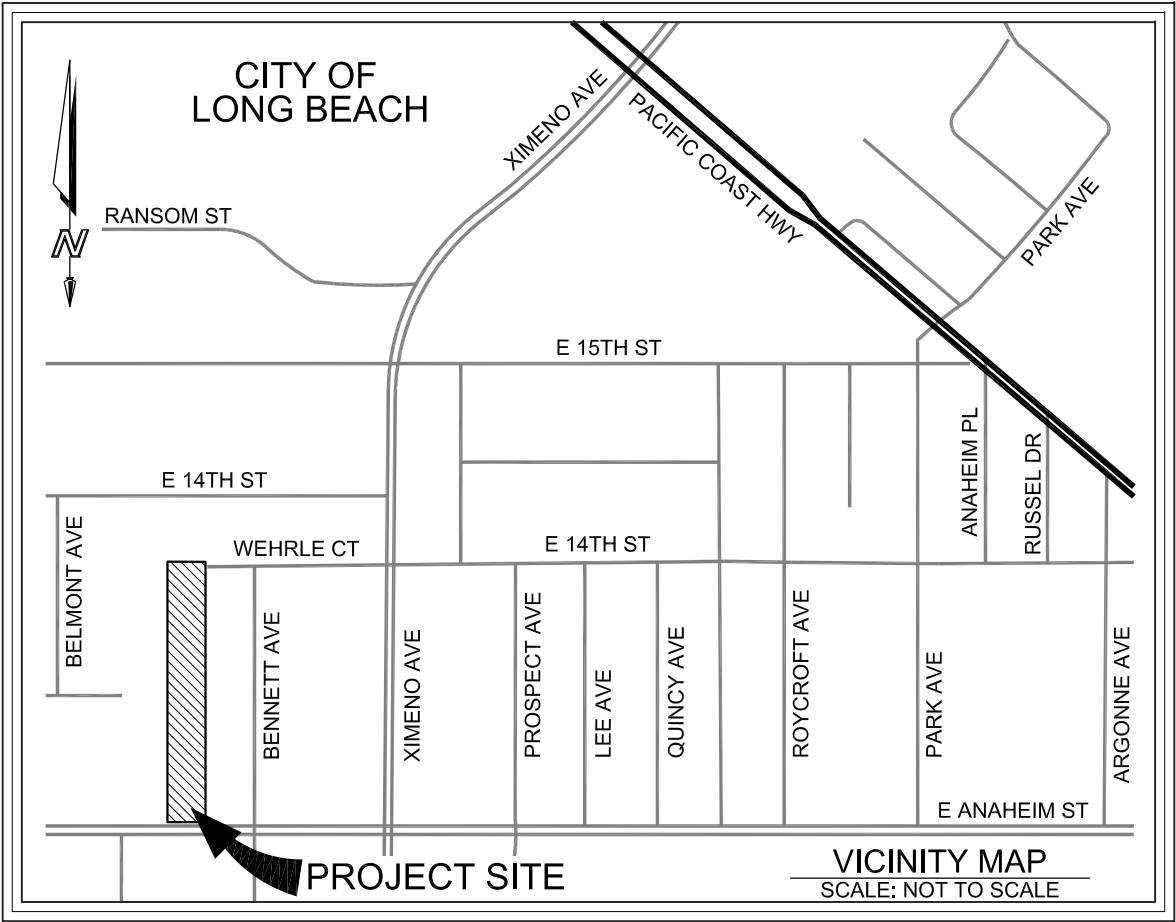 CITY OF
LONG BEACH
XIMENO AVE
PACIFIC COAST HWY
PARK AVE
RANSOM ST
N
E 15TH ST
ANAHEIM PL
RUSSEL DR
E 14TH ST
BELMONT AVE
WEHRLE CT
E 14TH ST
BENNETT AVE
XIMENO AVE
PROSPECT AVE
LEE AVE
QUINCY AVE
ROYCROFT AVE
PARK AVE
ARGONNE AVE
E ANAHEIM ST
PROJECT SITE
VICINITY MAP
SCALE: NOT TO SCALE